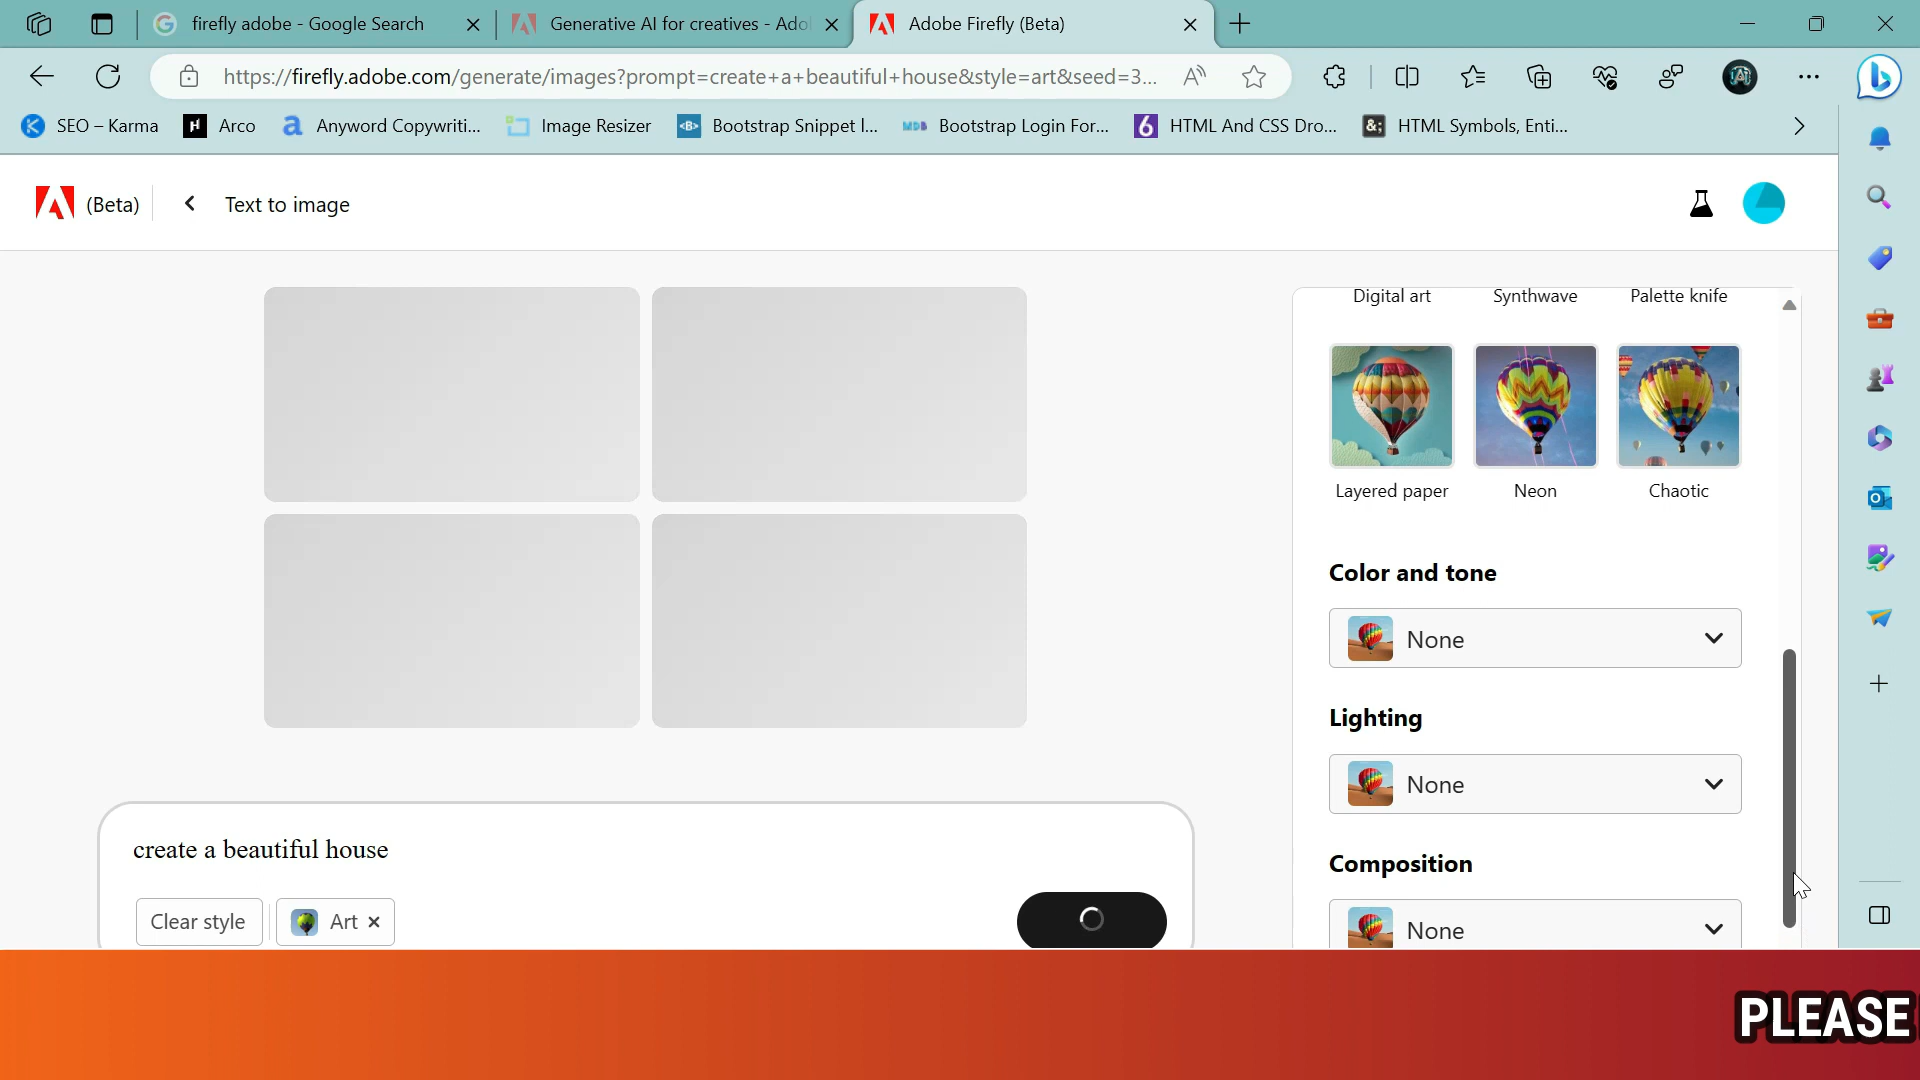 firefly adobe - Google Search
Generative AI for creatives - Ado
Adobe Firefly (Beta)
https://firefly.adobe.com/generate/images?prompt=create+a+beautiful+house&style=art&seed=3...
SEO – Karma
Arco
Anyword Copywriti...
Image Resizer
Bootstrap Snippet l...
Bootstrap Login For...
HTML And CSS Dro...
HTML Symbols, Enti...
(Beta)
Text to image
Digital art
Synthwave
Palette knife
Layered paper
Neon
Chaotic
Color and tone
None
Lighting
None
Composition
None
create a beautiful house
Clear style
Art
PLEASE